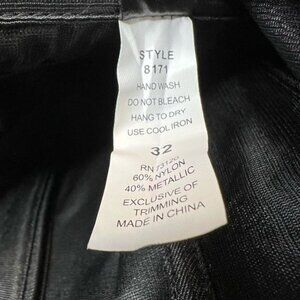 STYLE
8171
HAND WASH
DO NOT BLEACH
HANG TO DRY
USE COOL IRON
32
RN 73120
60% NYLON
40% METALLIC
EXCLUSIVE OF
TRIMMING
MADE IN CHINA